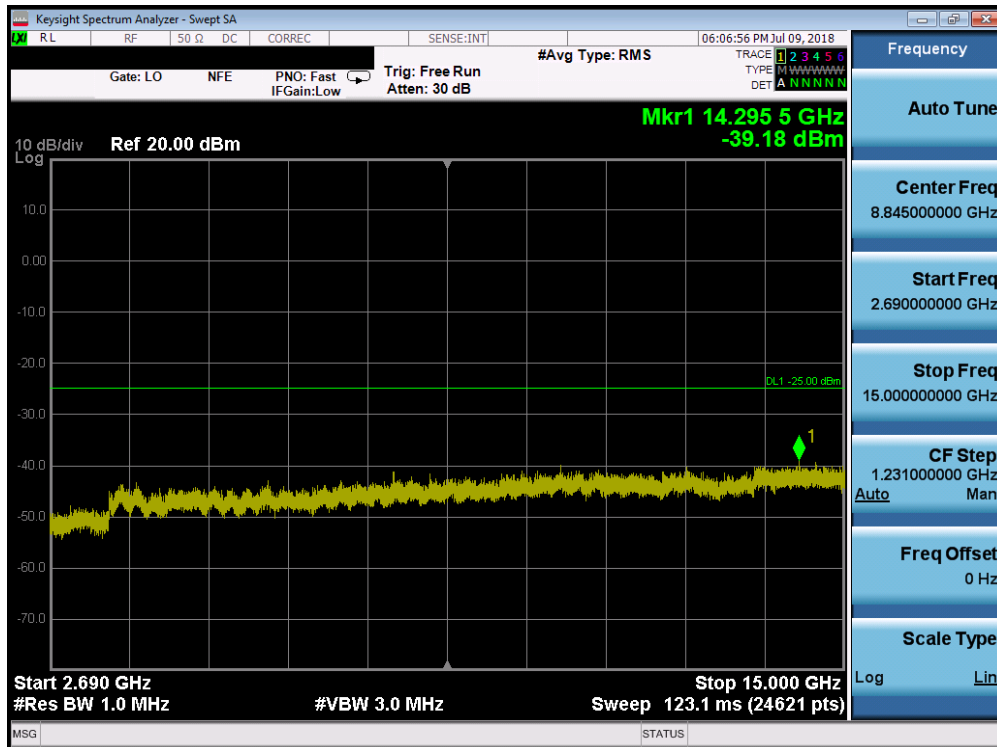 Keysight Spectrum Analyzer - Swept SA
LXI RL RF 50 Ω DC CORREC SENSE:INT 06:06:56 PM Jul 09, 2018
#Avg Type: RMS
TRACE 1 2 3 4 5 6
TYPE M W W W W W
DET A N N N N N
Gate: LO NFE PNO: Fast Trig: Free Run
IFGain:Low Atten: 30 dB
Mkr1 14.295 5 GHz
-39.18 dBm
10 dB/div Ref 20.00 dBm
Log
10.0
0.00
-10.0
-20.0
DL1 -25.00 dBm
-30.0
1
-40.0
-50.0
-60.0
-70.0
Start 2.690 GHz Stop 15.000 GHz
#Res BW 1.0 MHz #VBW 3.0 MHz Sweep 123.1 ms (24621 pts)
MSG STATUS
Frequency
Auto Tune
Center Freq
8.845000000 GHz
Start Freq
2.690000000 GHz
Stop Freq
15.000000000 GHz
CF Step
1.231000000 GHz
Auto Man
Freq Offset
0 Hz
Scale Type
Log Lin